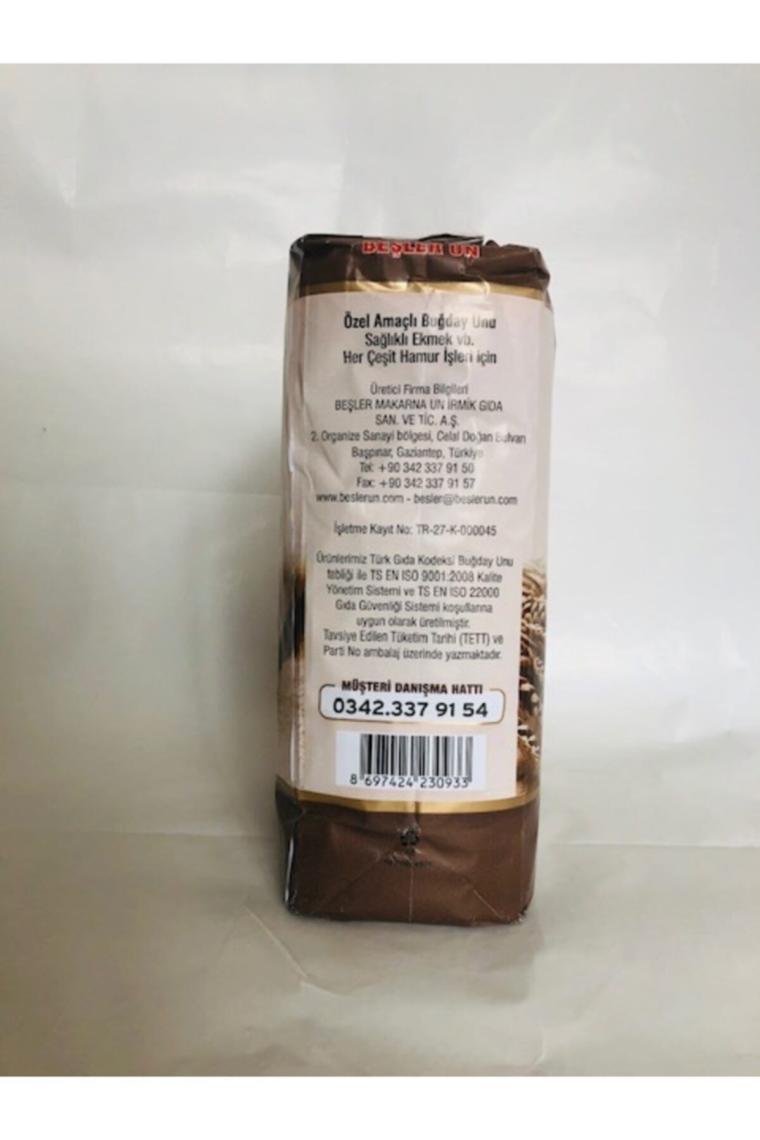 BEŞLER UN
Özel Amaçlı Buğday Unu
Sağlıklı Ekmek vb.
Her Çeşit Hamur İşleri için
Üretici Firma Bilgileri
BEŞLER MAKARNA UN İRMİK GIDA
SAN. VE TİC. A.Ş.
2. Organize Sanayi bölgesi, Celal Doğan Bulvarı
Başpınar, Gaziantep, Türkiye
Tel: +90 342 337 91 50
Fax: +90 342 337 91 57
www.beslerun.com - besler@beslerun.com
İşletme Kayıt No: TR-27-K-000045
Ürünlerimiz Türk Gıda Kodeksi Buğday Unu
tebliği ile TS EN ISO 9001:2008 Kalite
Yönetim Sistemi ve TS EN ISO 22000
Gıda Güvenliği Sistemi koşullarına
uygun olarak üretilmiştir.
Tavsiye Edilen Tüketim Tarihi (TETT) ve
Parti No ambalaj üzerinde yazmaktadır.
MÜŞTERİ DANIŞMA HATTI
0342.337 91 54
8 697424 230933